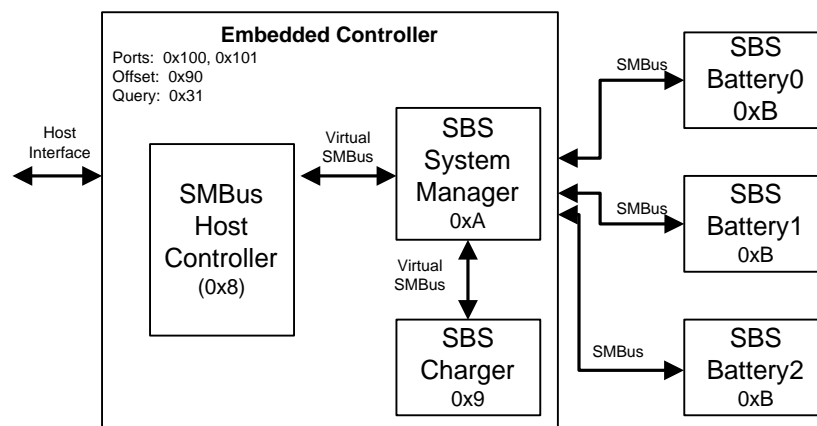 Embedded Controller
Ports: 0x100, 0x101
Offset: 0x90
Query: 0x31
Host
Interface
SMBus
Host
Controller
(0x8)
Virtual
SMBus
SBS
System
Manager
0xA
Virtual
SMBus
SBS
Charger
0x9
SMBus
SBS
Battery0
0xB
SMBus
SBS
Battery1
0xB
SMBus
SBS
Battery2
0xB